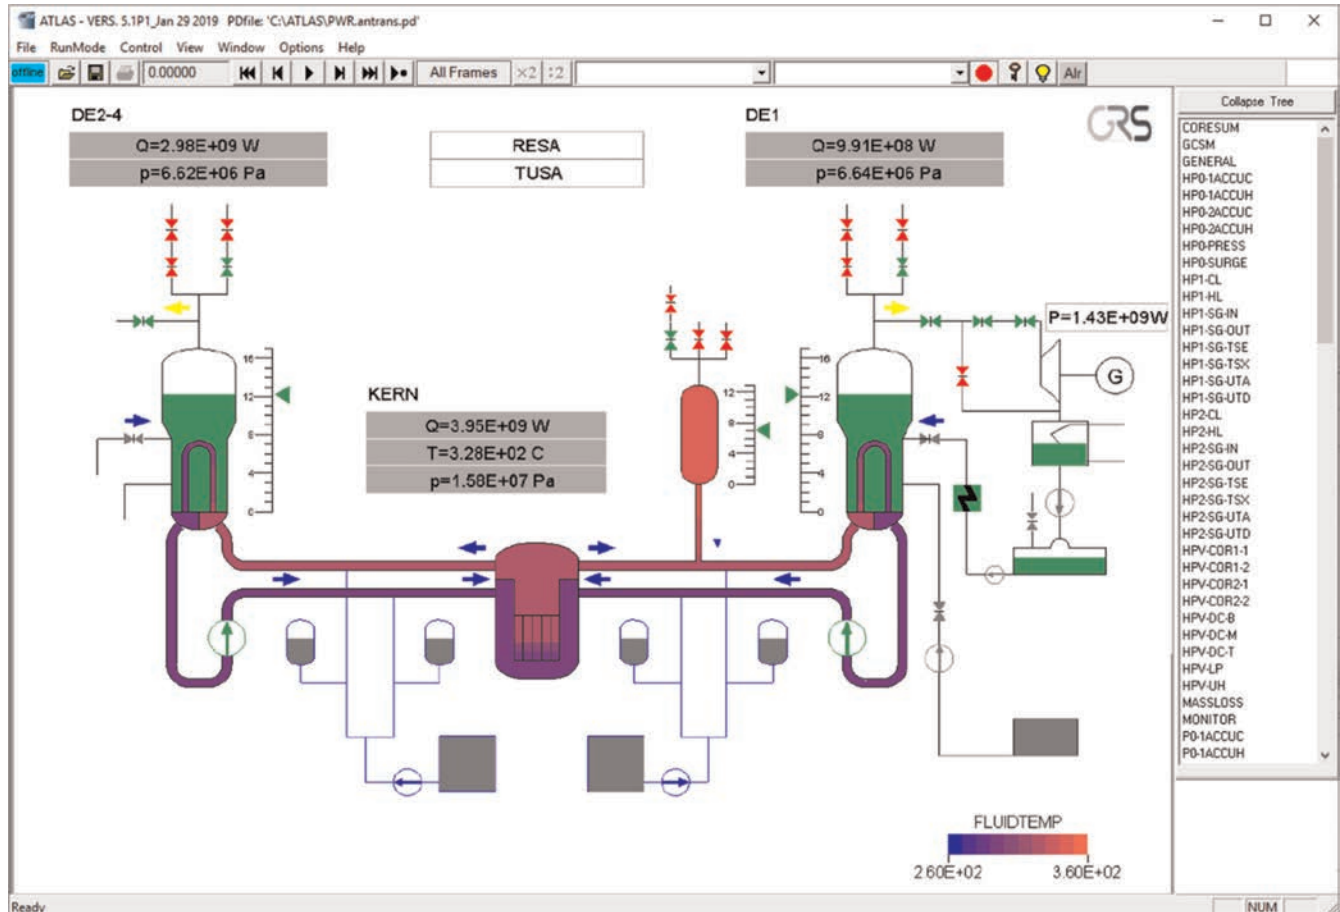 ATLAS - VERS. 5.1P1_Jan 29 2019 PDfile: 'C:\ATLAS\PWR.antrans.pd'
File RunMode Control View Window Options Help
offline 0.00000 All Frames ×2 :2 Alr
DE2-4
Q=2.98E+09 W
p=6.62E+06 Pa
RESA
TUSA
DE1
Q=9.91E+08 W
p=6.64E+06 Pa
GRS
P=1.43E+09W
G
16
12
8
4
0
KERN
Q=3.95E+09 W
T=3.28E+02 C
p=1.58E+07 Pa
12
8
4
0
16
12
8
4
0
FLUIDTEMP
2.60E+02 3.60E+02
Collapse Tree
CORESUM
GCSM
GENERAL
HP0-1ACCUC
HP0-1ACCUH
HP0-2ACCUC
HP0-2ACCUH
HP0-PRESS
HP0-SURGE
HP1-CL
HP1-HL
HP1-SG-IN
HP1-SG-OUT
HP1-SG-TSE
HP1-SG-TSX
HP1-SG-UTA
HP1-SG-UTD
HP2-CL
HP2-HL
HP2-SG-IN
HP2-SG-OUT
HP2-SG-TSE
HP2-SG-TSX
HP2-SG-UTA
HP2-SG-UTD
HPV-COR1-1
HPV-COR1-2
HPV-COR2-1
HPV-COR2-2
HPV-DC-B
HPV-DC-M
HPV-DC-T
HPV-LP
HPV-UH
MASSLOSS
MONITOR
P0-1ACCUC
P0-1ACCUH
Ready NUM